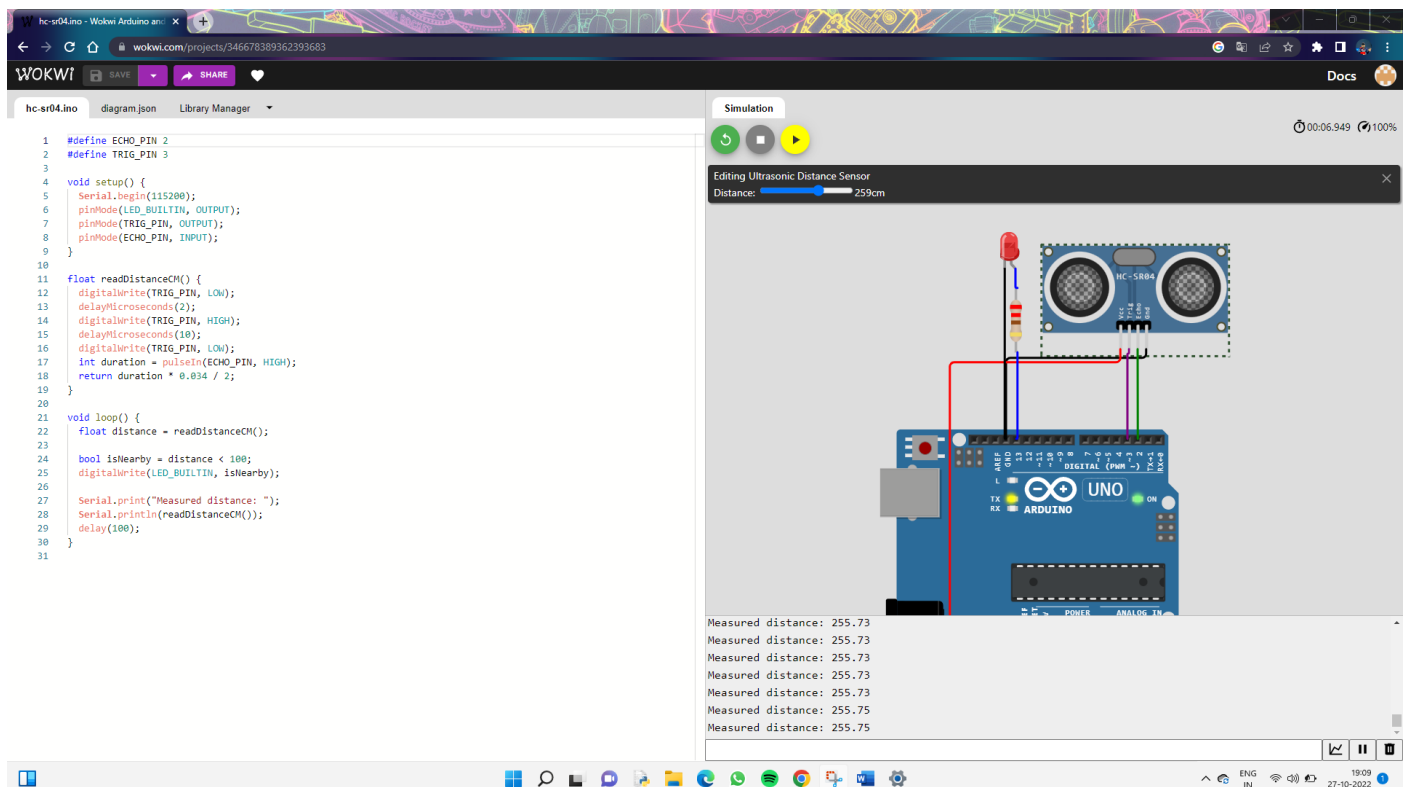 hc-sr04.ino - Wokwi Arduino and
wokwi.com/projects/346678389362393683
WOKWI SAVE SHARE Docs
hc-sr04.ino diagram.json Library Manager
Simulation
00:06.949 100%
1 #define ECHO_PIN 2
2 #define TRIG_PIN 3
3
4 void setup() {
5 Serial.begin(115200);
6 pinMode(LED_BUILTIN, OUTPUT);
7 pinMode(TRIG_PIN, OUTPUT);
8 pinMode(ECHO_PIN, INPUT);
9 }
10
11 float readDistanceCM() {
12 digitalWrite(TRIG_PIN, LOW);
13 delayMicroseconds(2);
14 digitalWrite(TRIG_PIN, HIGH);
15 delayMicroseconds(10);
16 digitalWrite(TRIG_PIN, LOW);
17 int duration = pulseIn(ECHO_PIN, HIGH);
18 return duration * 0.034 / 2;
19 }
20
21 void loop() {
22 float distance = readDistanceCM();
23
24 bool isNearby = distance < 100;
25 digitalWrite(LED_BUILTIN, isNearby);
26
27 Serial.print("Measured distance: ");
28 Serial.println(readDistanceCM());
29 delay(100);
30 }
31
Editing Ultrasonic Distance Sensor
Distance: 259cm
HC-SR04
Vcc
Trig
Echo
Gnd
AREF
GND
13
12
~11
~10
~9
8
7
~6
~5
4
~3
2
TX→1
RX←0
DIGITAL (PWM ~)
L
TX
RX
UNO
ON
ARDUINO
POWER ANALOG IN
Measured distance: 255.73
Measured distance: 255.73
Measured distance: 255.73
Measured distance: 255.73
Measured distance: 255.73
Measured distance: 255.75
Measured distance: 255.75
ENG
IN
19:09
27-10-2022